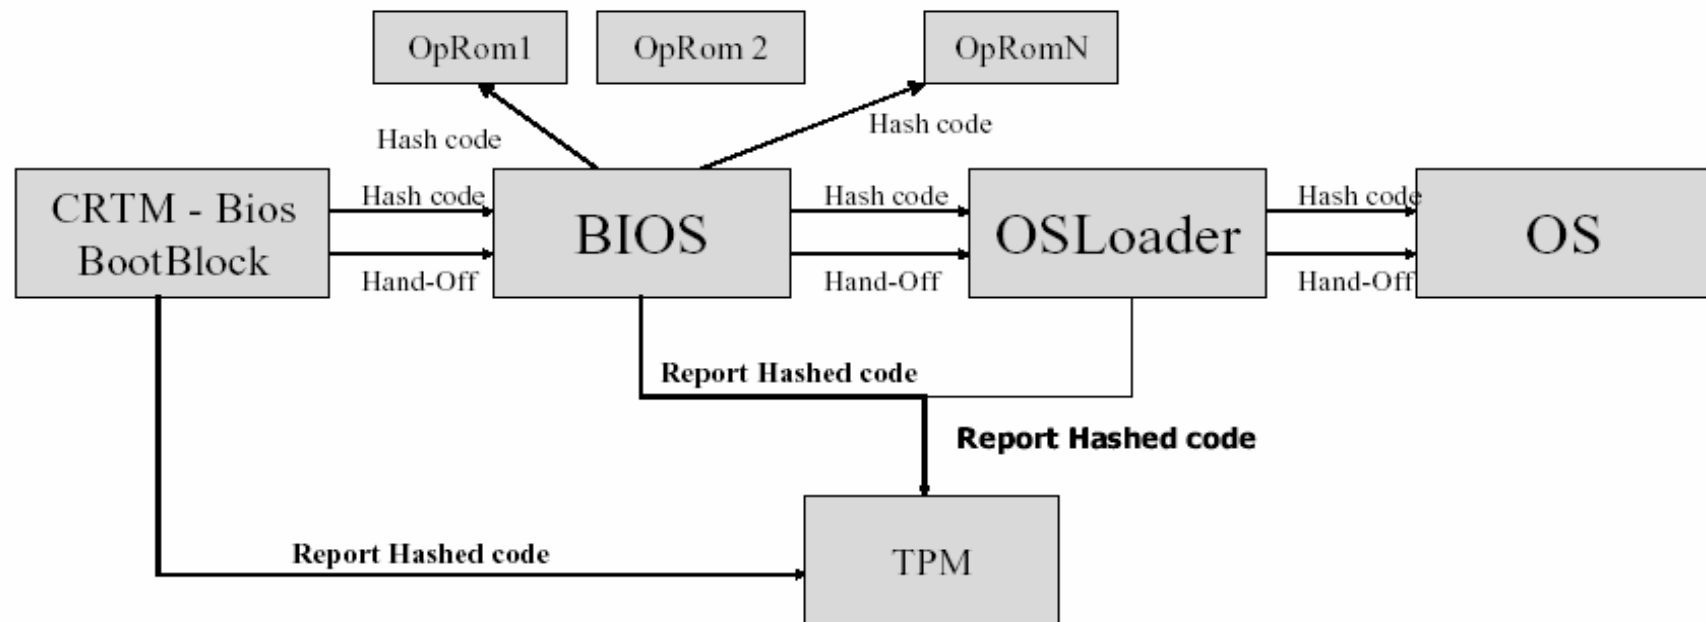 OpRom1
OpRom 2
OpRomN
Hash code
Hash code
CRTM - Bios
BootBlock
Hash code
Hand-Off
BIOS
Hash code
Hand-Off
OSLoader
Hash code
Hand-Off
OS
Report Hashed code
Report Hashed code
Report Hashed code
TPM